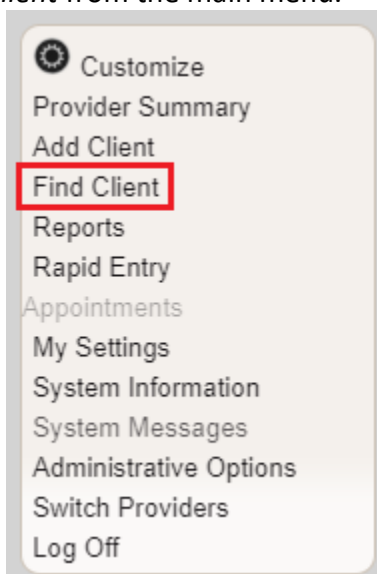 from the main menu.
Customize
Provider Summary
Add Client
Find Client
Reports
Rapid Entry
Appointments
My Settings
System Information
System Messages
Administrative Options
Switch Providers
Log Off